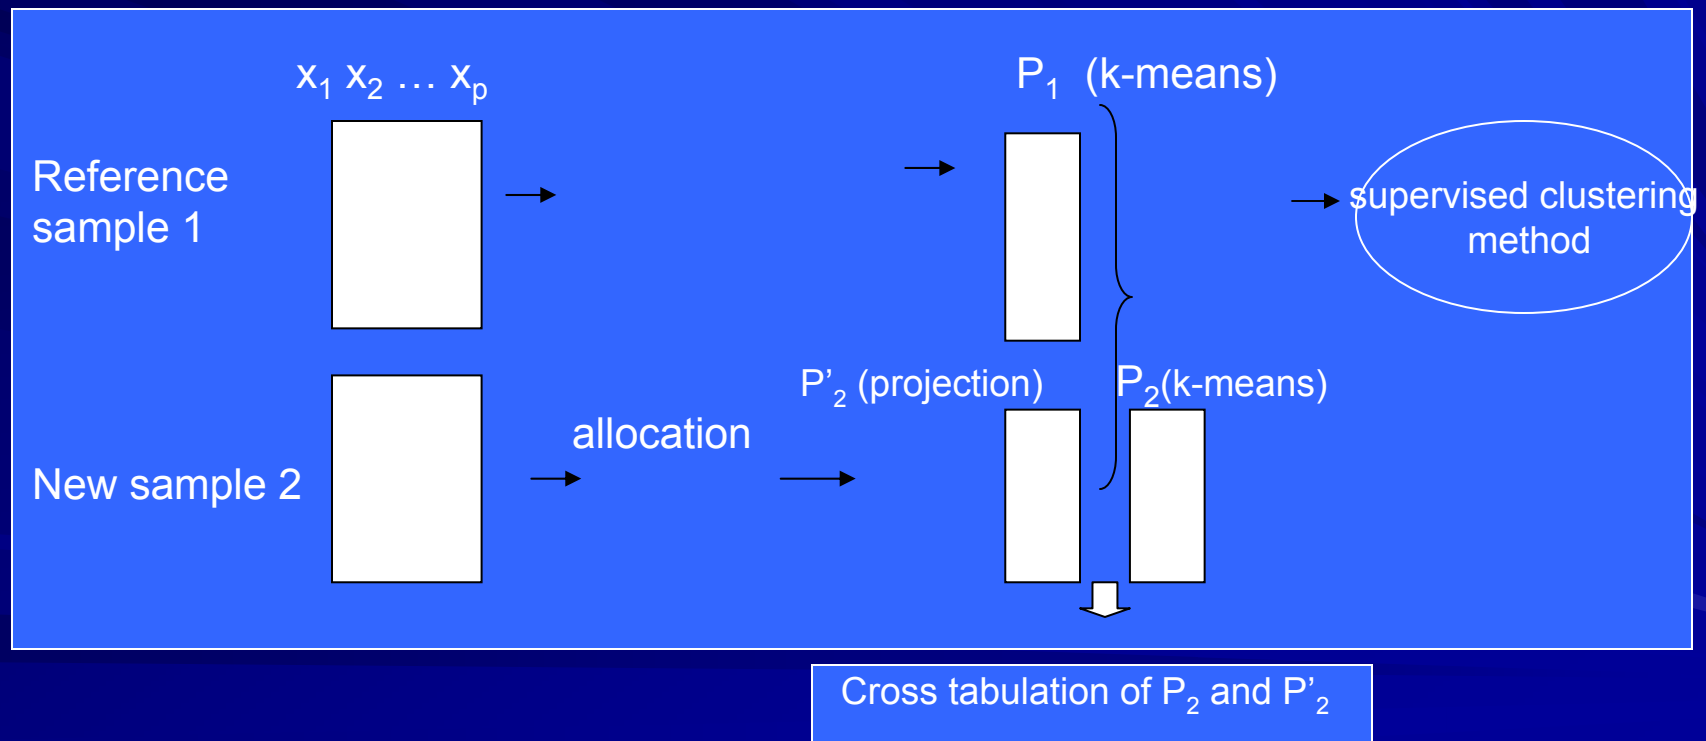 x₁ x₂ … xₚ
P₁ (k-means)
Reference
sample 1
supervised clustering
method
P’₂ (projection)
P₂(k-means)
allocation
New sample 2
Cross tabulation of P₂ and P’₂